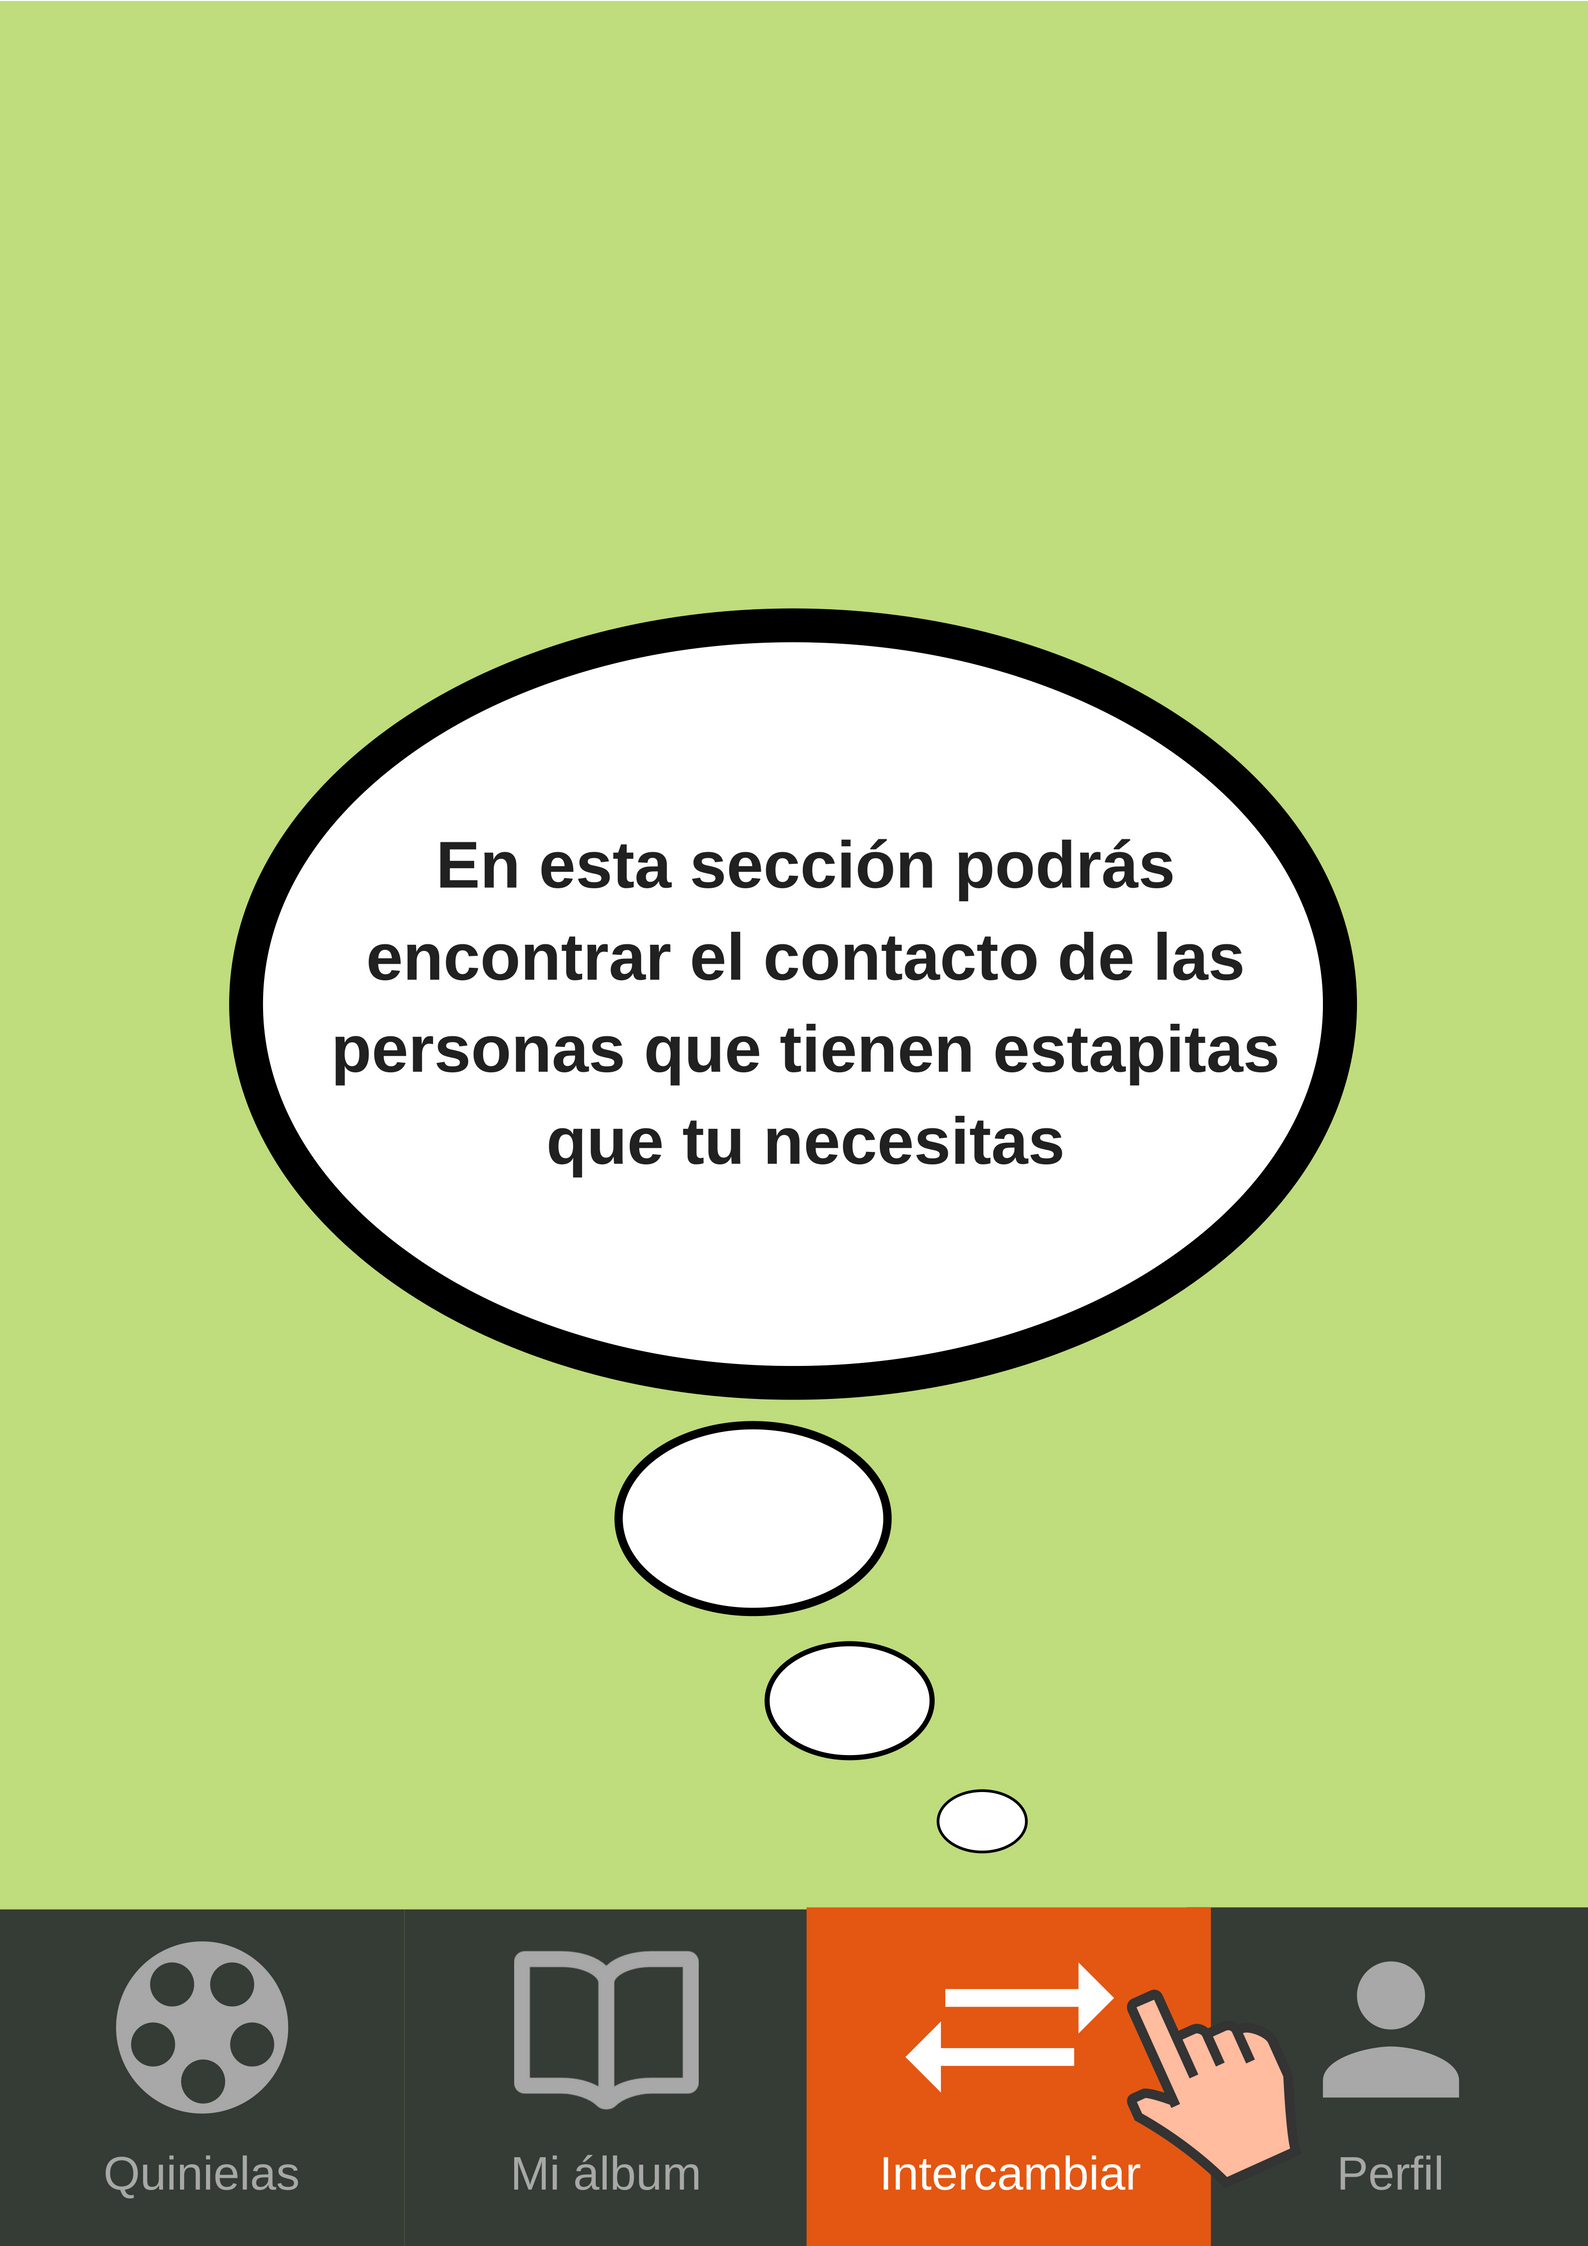 En esta sección podrás
encontrar el contacto de las
personas que tienen estapitas
que tu necesitas
Quinielas
Mi álbum
Intercambiar
Perfil